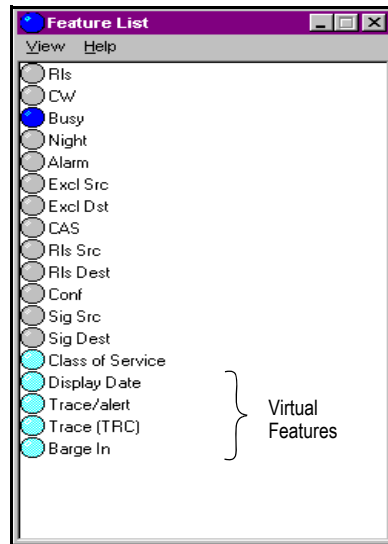 Feature List
View Help
Rls
CW
Busy
Night
Alarm
Excl Src
Excl Dst
CAS
Rls Src
Rls Dest
Conf
Sig Src
Sig Dest
Class of Service
Display Date
Trace/alert
Trace (TRC)
Barge In
Virtual
Features